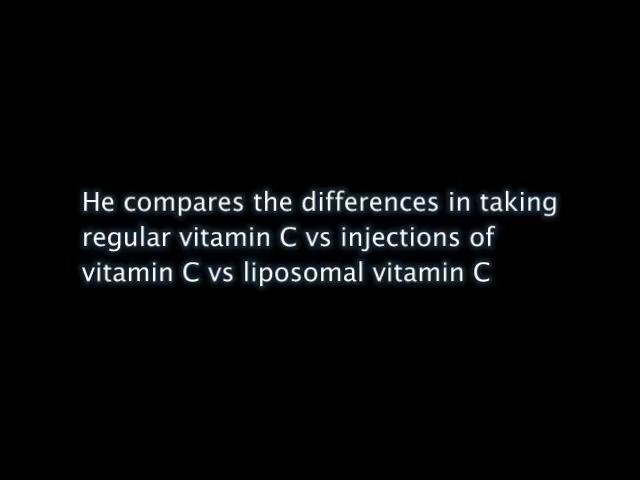 He compares the differences in taking
regular vitamin C vs injections of
vitamin C vs liposomal vitamin C